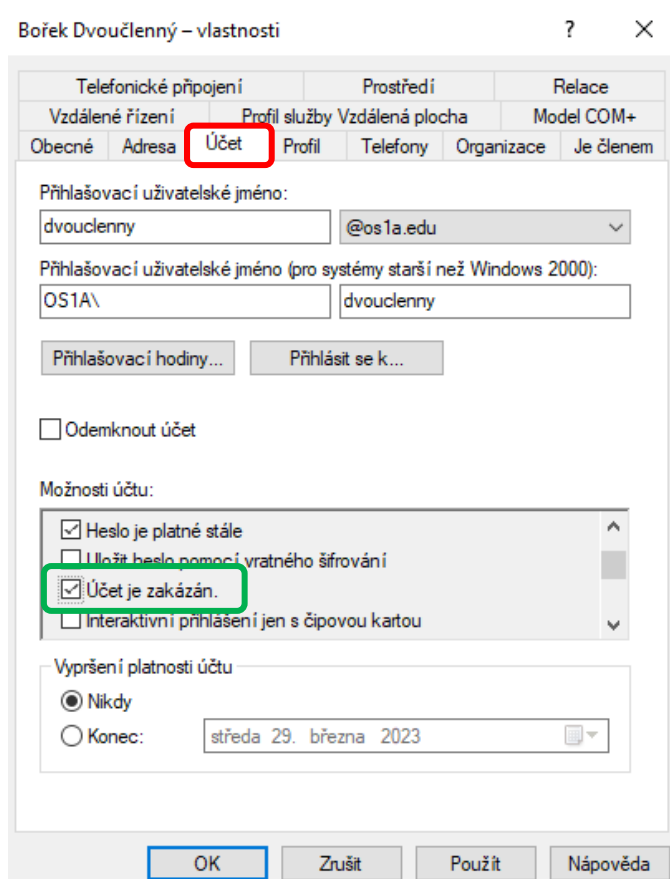 Bořek Dvoučlenný – vlastnosti ? ×
Telefonické připojení Prostředí Relace
Vzdálené řízení Profil služby Vzdálená plocha Model COM+
Obecné Adresa Účet Profil Telefony Organizace Je členem
Přihlašovací uživatelské jméno:
dvouclenny @os1a.edu
Přihlašovací uživatelské jméno (pro systémy starší než Windows 2000):
OS1A\ dvouclenny
Přihlašovací hodiny... Přihlásit se k...
Odemknout účet
Možnosti účtu:
Heslo je platné stále
Uložit heslo pomocí vratného šifrování
Účet je zakázán.
Interaktivní přihlášení jen s čipovou kartou
Vypršení platnosti účtu
Nikdy
Konec: středa 29. března 2023
OK Zrušit Použít Nápověda